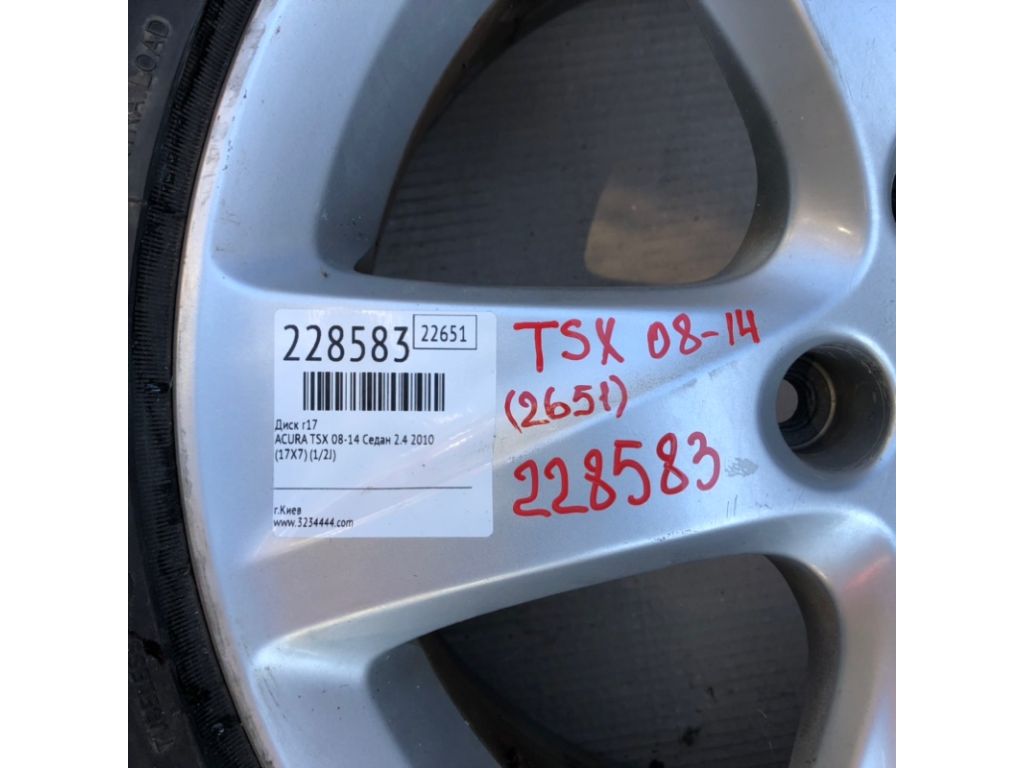 LOAD
228583 22651
Диск r17
ACURA TSX 08-14 Седан 2.4 2010
(17X7) (1/2J)
г.Киев
www.3234444.com
TSX 08-14
(2651)
228583